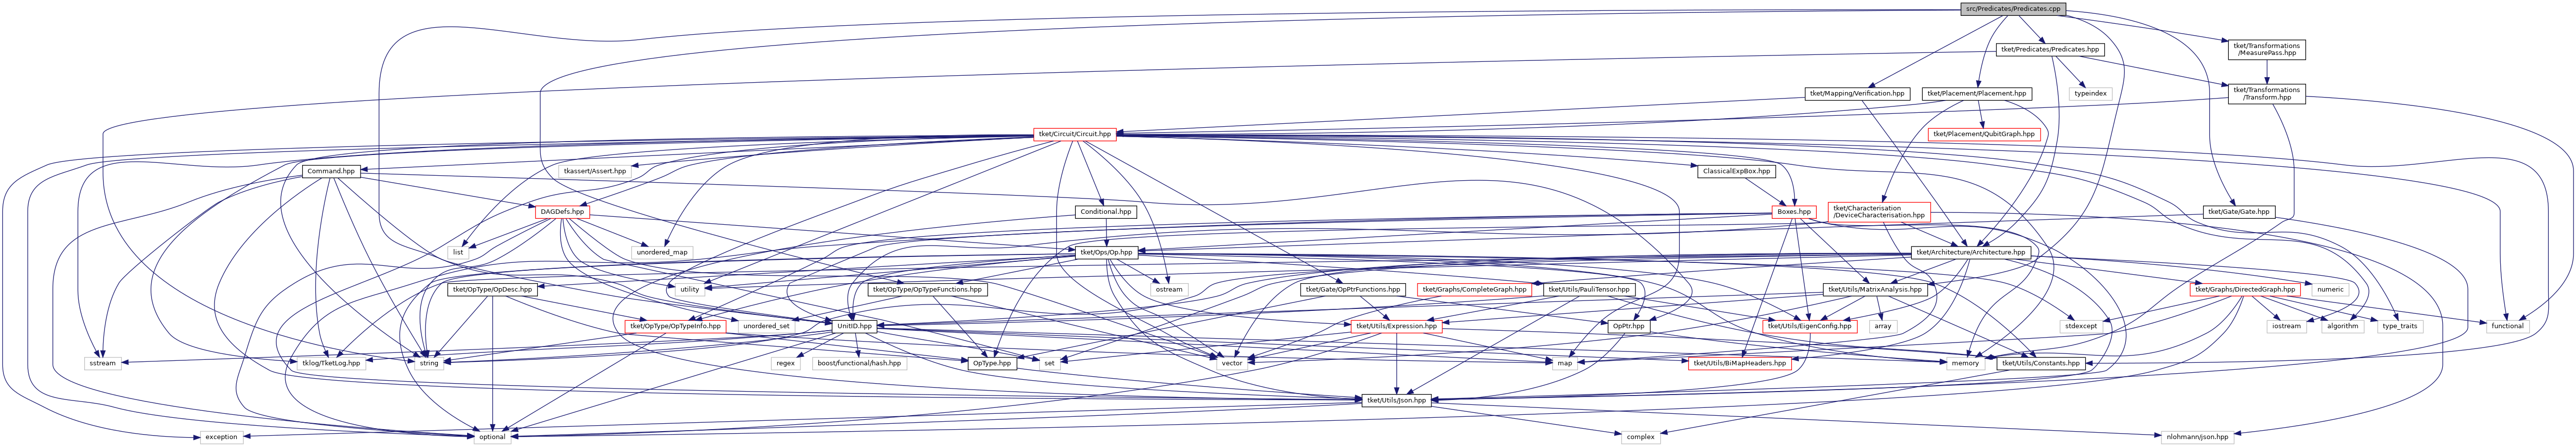 src/Predicates/Predicates.cpp
tket/Predicates/Predicates.hpp
tket/Transformations
/MeasurePass.hpp
tket/Mapping/Verification.hpp
tket/Placement/Placement.hpp
typeindex
tket/Transformations
/Transform.hpp
tket/Circuit/Circuit.hpp
tket/Placement/QubitGraph.hpp
Command.hpp
tkassert/Assert.hpp
ClassicalExpBox.hpp
DAGDefs.hpp
Conditional.hpp
Boxes.hpp
tket/Characterisation
/DeviceCharacterisation.hpp
tket/Gate/Gate.hpp
list
unordered_map
tket/Ops/Op.hpp
tket/Architecture/Architecture.hpp
tket/OpType/OpDesc.hpp
utility
tket/OpType/OpTypeFunctions.hpp
ostream
tket/Gate/OpPtrFunctions.hpp
tket/Graphs/CompleteGraph.hpp
tket/Utils/PauliTensor.hpp
tket/Utils/MatrixAnalysis.hpp
tket/Graphs/DirectedGraph.hpp
numeric
tket/OpType/OpTypeInfo.hpp
unordered_set
UnitID.hpp
tket/Utils/Expression.hpp
OpPtr.hpp
tket/Utils/EigenConfig.hpp
array
stdexcept
iostream
algorithm
type_traits
functional
sstream
tklog/TketLog.hpp
string
regex
boost/functional/hash.hpp
set
OpType.hpp
vector
map
tket/Utils/BiMapHeaders.hpp
memory
tket/Utils/Constants.hpp
tket/Utils/Json.hpp
exception
optional
complex
nlohmann/json.hpp